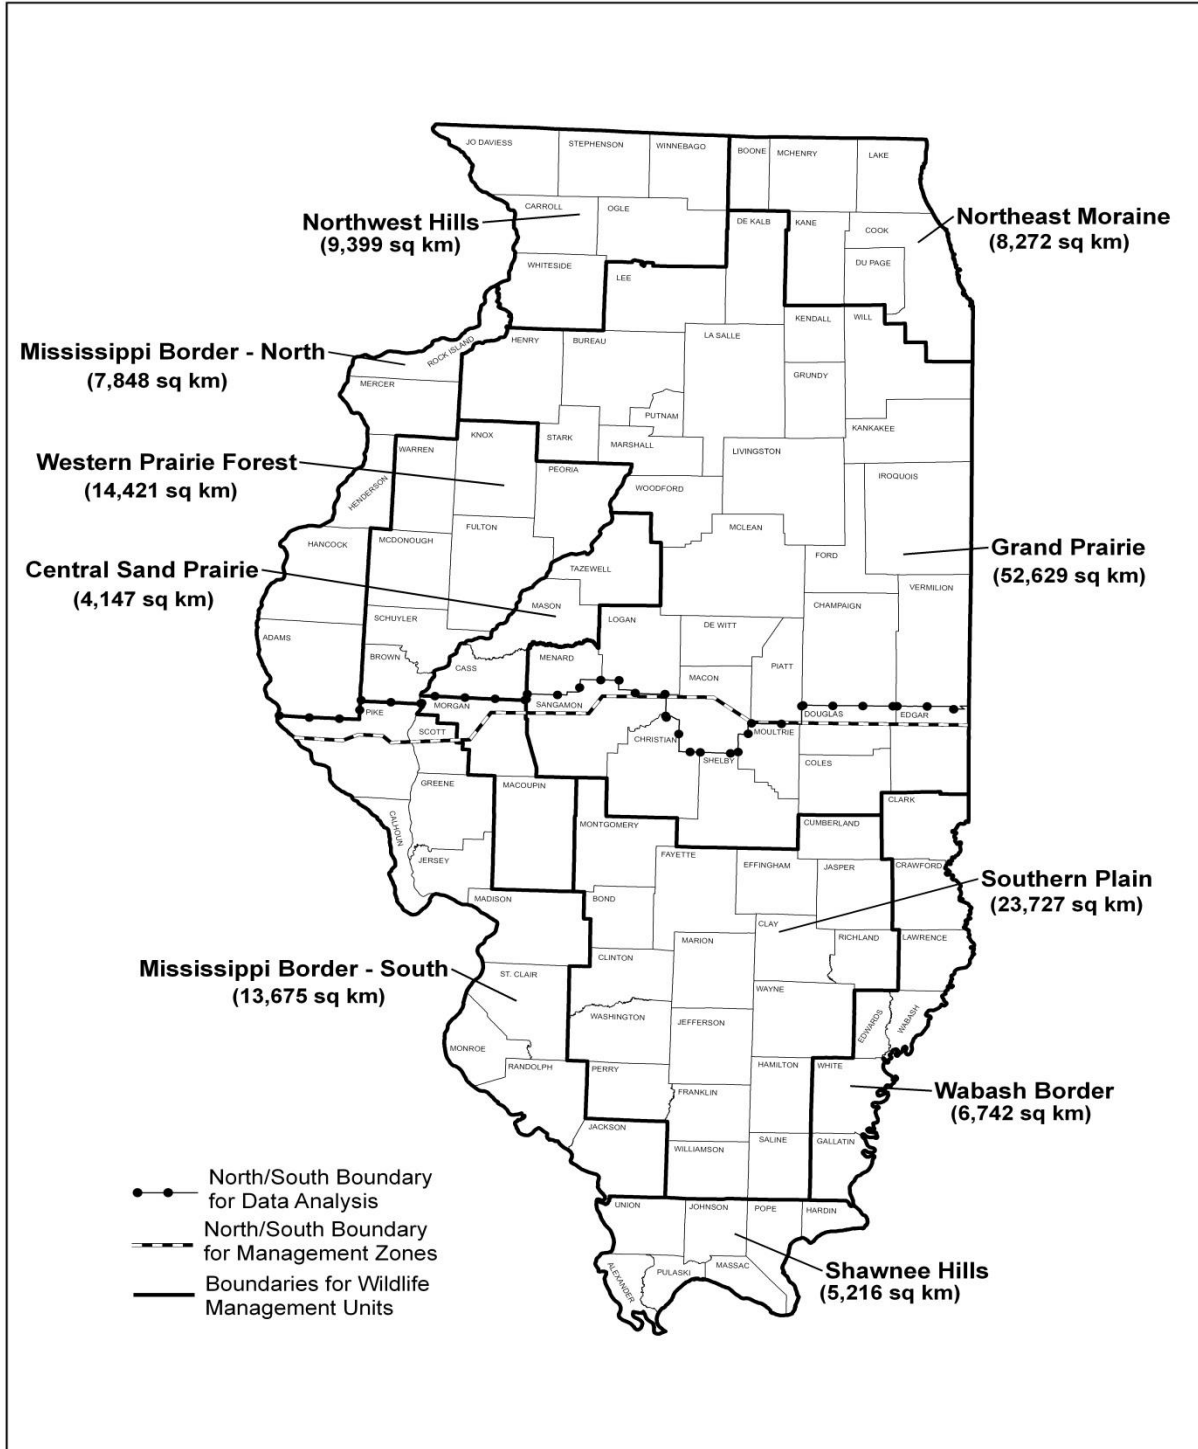 JO DAVIESS
STEPHENSON
WINNEBAGO
BOONE
MCHENRY
LAKE
CARROLL
OGLE
DE KALB
KANE
COOK
Northwest Hills
(9,399 sq km)
Northeast Moraine
(8,272 sq km)
DU PAGE
WHITESIDE
LEE
KENDALL
WILL
LA SALLE
HENRY
BUREAU
ROCK ISLAND
Mississippi Border - North
(7,848 sq km)
MERCER
GRUNDY
PUTNAM
KANKAKEE
KNOX
STARK
MARSHALL
WARREN
LIVINGSTON
Western Prairie Forest
(14,421 sq km)
PEORIA
IROQUOIS
HENDERSON
WOODFORD
FULTON
MCLEAN
HANCOCK
MCDONOUGH
FORD
Grand Prairie
(52,629 sq km)
Central Sand Prairie
(4,147 sq km)
TAZEWELL
VERMILION
MASON
CHAMPAIGN
SCHUYLER
LOGAN
DE WITT
ADAMS
BROWN
CASS
MENARD
PIATT
MACON
PIKE
MORGAN
SANGAMON
DOUGLAS
EDGAR
SCOTT
CHRISTIAN
MOULTRIE
SHELBY
COLES
GREENE
MACOUPIN
CLARK
CALHOUN
MONTGOMERY
CUMBERLAND
JERSEY
FAYETTE
EFFINGHAM
JASPER
CRAWFORD
Southern Plain
(23,727 sq km)
MADISON
BOND
CLAY
MARION
RICHLAND
LAWRENCE
CLINTON
Mississippi Border - South
(13,675 sq km)
ST. CLAIR
WAYNE
WASHINGTON
JEFFERSON
EDWARDS
WABASH
MONROE
RANDOLPH
PERRY
HAMILTON
WHITE
Wabash Border
(6,742 sq km)
FRANKLIN
JACKSON
WILLIAMSON
SALINE
GALLATIN
North/South Boundary
for Data Analysis
North/South Boundary
for Management Zones
Boundaries for Wildlife
Management Units
UNION
JOHNSON
POPE
HARDIN
ALEXANDER
PULASKI
MASSAC
Shawnee Hills
(5,216 sq km)